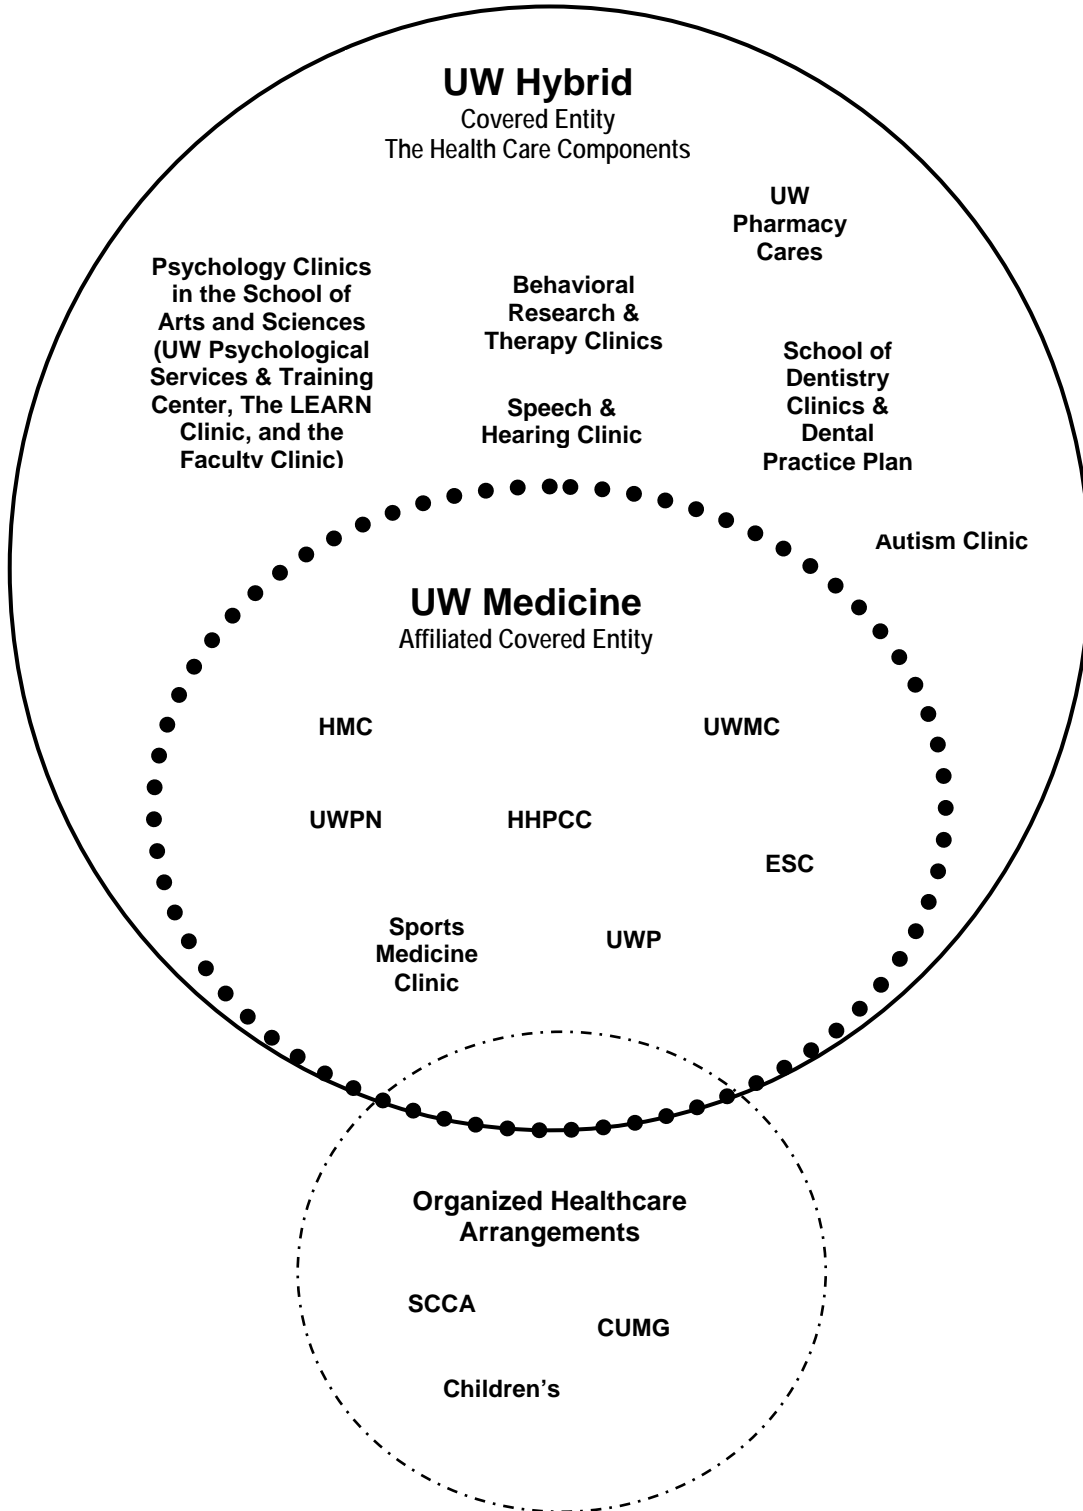 UW Hybrid
Covered Entity
The Health Care Components
UW
Pharmacy
Cares
Psychology Clinics
in the School of
Arts and Sciences
(UW Psychological
Services & Training
Center, The LEARN
Clinic, and the
Faculty Clinic)
Behavioral
Research &
Therapy Clinics
Speech &
Hearing Clinic
School of
Dentistry
Clinics &
Dental
Practice Plan
Autism Clinic
UW Medicine
Affiliated Covered Entity
HMC
UWMC
UWPN
HHPCC
ESC
Sports
Medicine
Clinic
UWP
Organized Healthcare
Arrangements
SCCA
CUMG
Children's